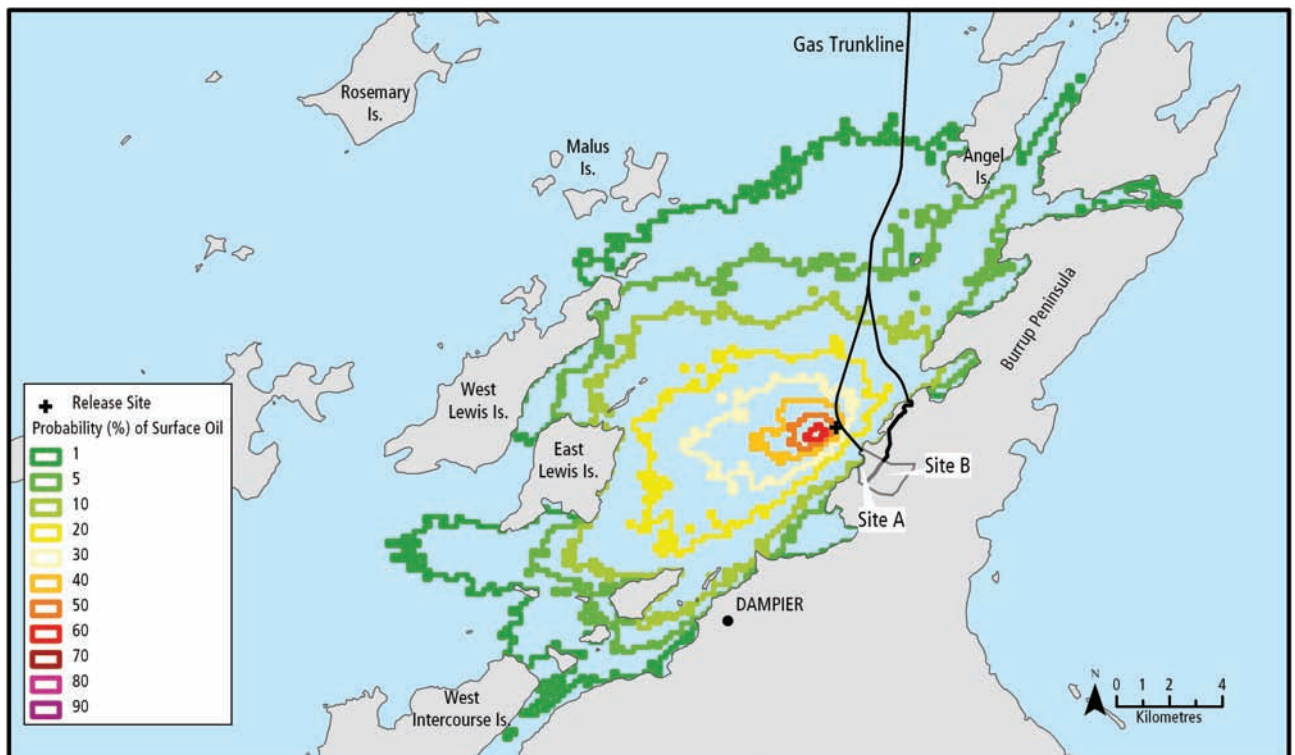 Gas Trunkline
Rosemary
Is.
Malus
Is.
Angel
Is.
Burrup Peninsula
West
Lewis Is.
East
Lewis Is.
Site B
Site A
DAMPIER
West
Intercourse Is.
Release Site
Probability (%) of Surface Oil
1
5
10
20
30
40
50
60
70
80
90
N
0 1 2 4
Kilometres